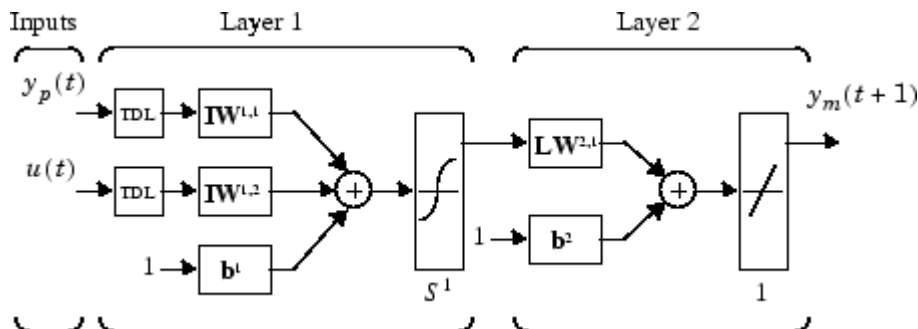 Inputs Layer 1 Layer 2
y_p(t) y_m(t+1)
TDL IW^{1,1} LW^{2,1}
u(t)
TDL IW^{1,2}
1 b^1 1 b^2
S^1 1